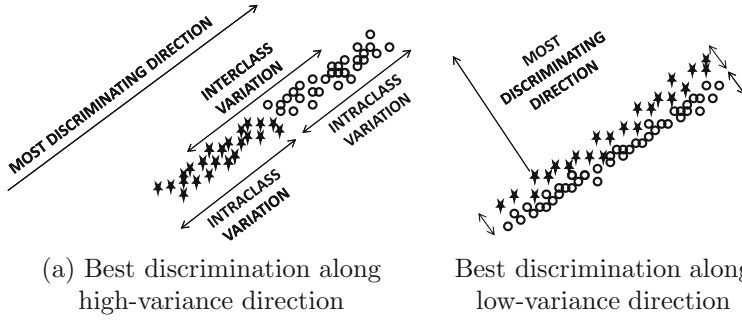 MOST DISCRIMINATING DIRECTION
INTERCLASS
VARIATION
INTRACLASS
VARIATION
INTRACLASS
VARIATION
(a) Best discrimination along
high-variance direction
MOST
DISCRIMINATING
DIRECTION
Best discrimination along
low-variance direction